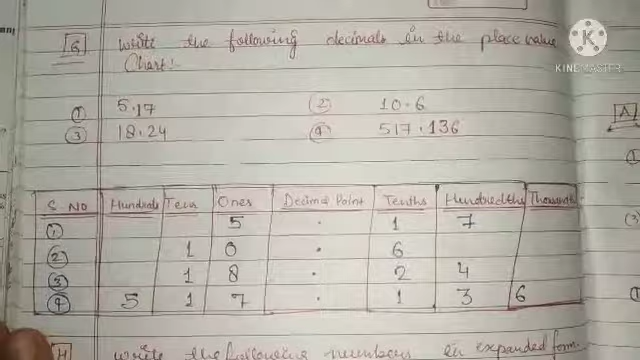 G write the following decimals in the place value
Chart:
① 5.17 ② 10.6
③ 18.24 ④ 517.136
S. NO Hundreds Tens Ones Decimal Point Tenths Hundredths Thousandths
① 5 . 1 7
② 1 0 . 6
③ 1 8 . 2 4
④ 5 1 7 . 1 3 6
H write the following numbers in expanded form.
KINEMASTER
A